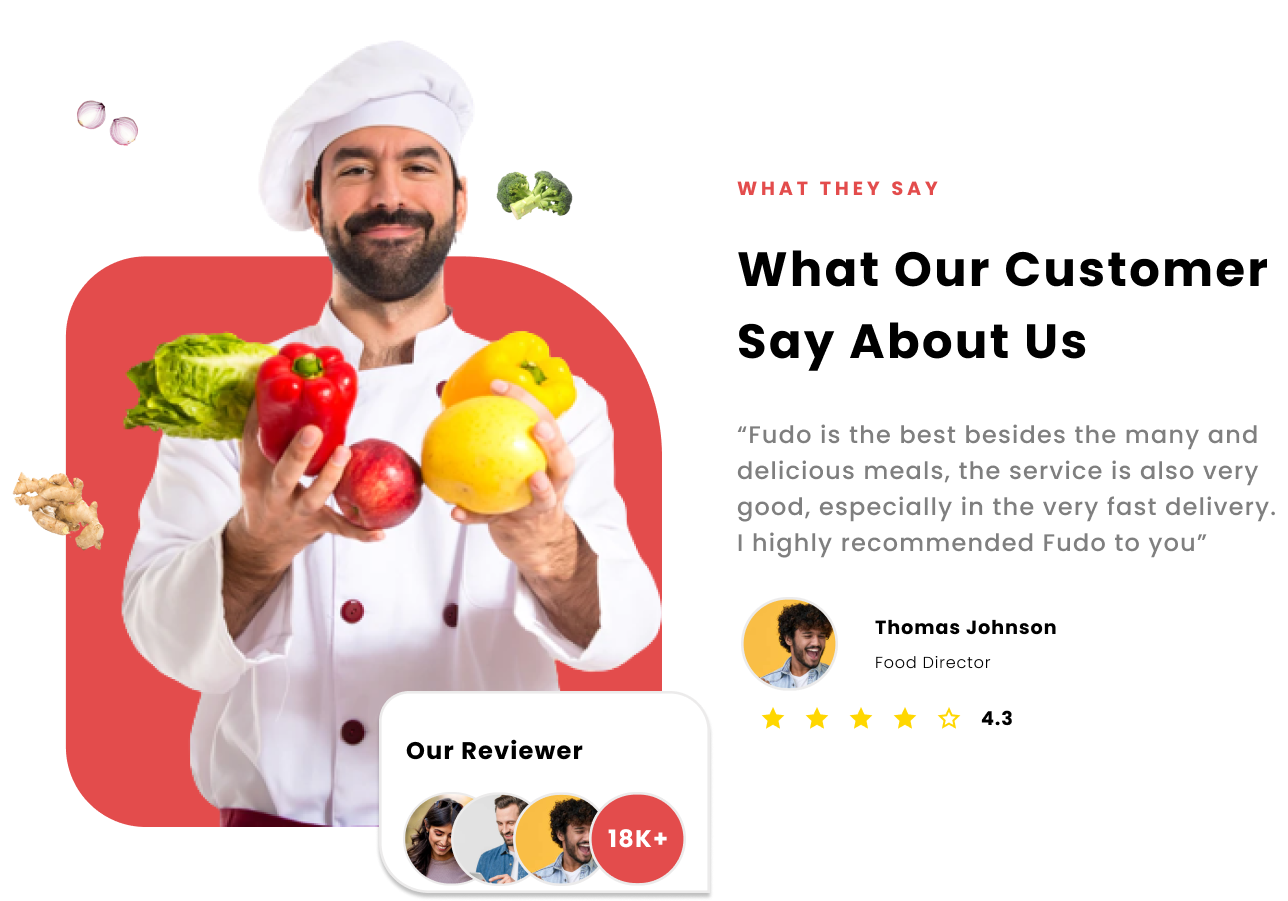 WHAT THEY SAY
What Our Customer
Say About Us
“Fudo is the best besides the many and
delicious meals, the service is also very
good, especially in the very fast delivery.
I highly recommended Fudo to you”
Thomas Johnson
Food Director
4.3
Our Reviewer
18K+